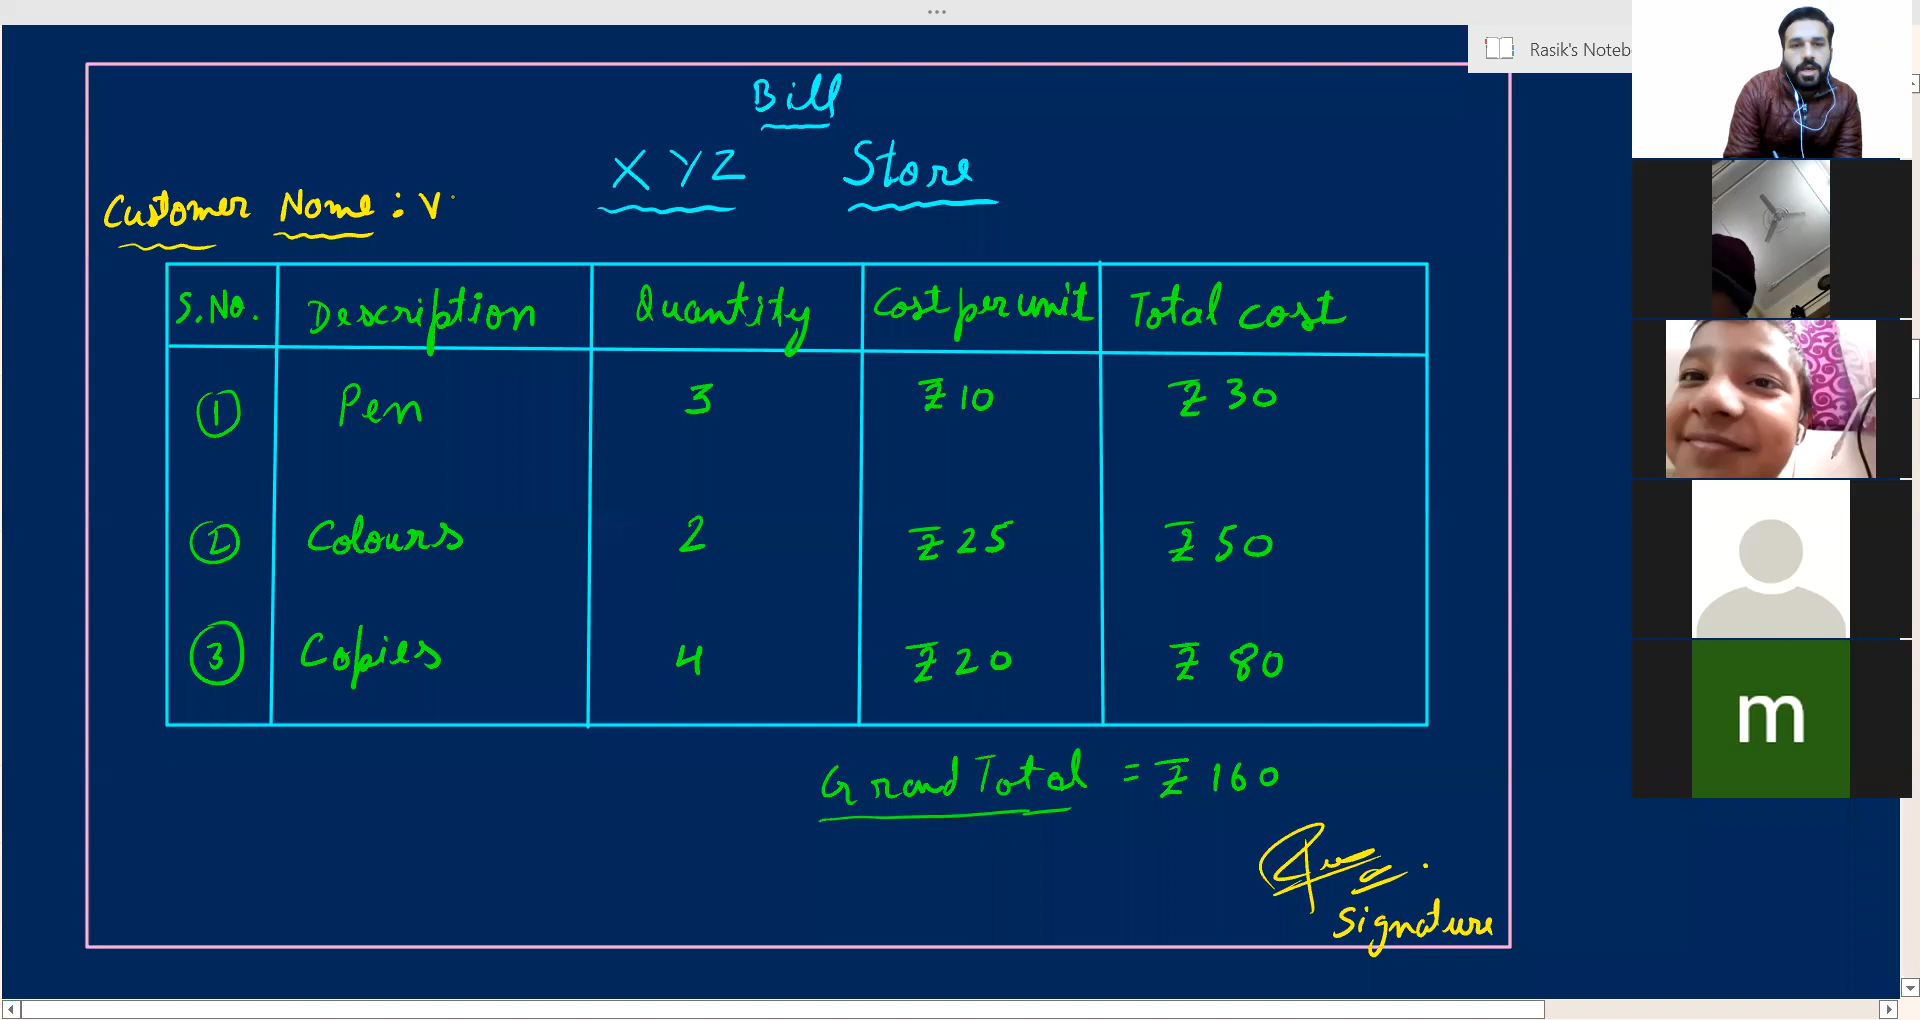 Rasik's Noteb
Bill
XYZ Store
Customer Name : V
S.No. Description Quantity Cost per unit Total cost
1 Pen 3 ₹10 ₹30
2 Colours 2 ₹25 ₹50
3 Copies 4 ₹20 ₹80
Grand Total = ₹160
Signature
m